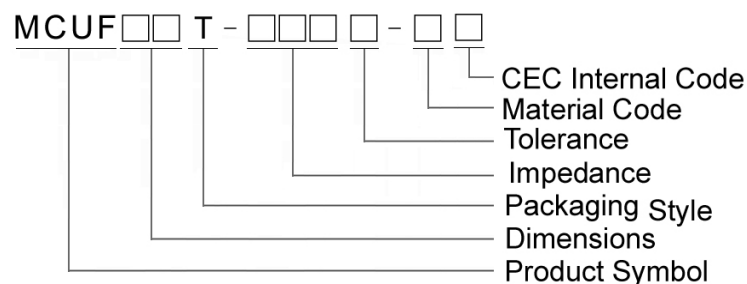 MCUF□□ T-□□□□-□□
CEC Internal Code
Material Code
Tolerance
Impedance
Packaging Style
Dimensions
Product Symbol